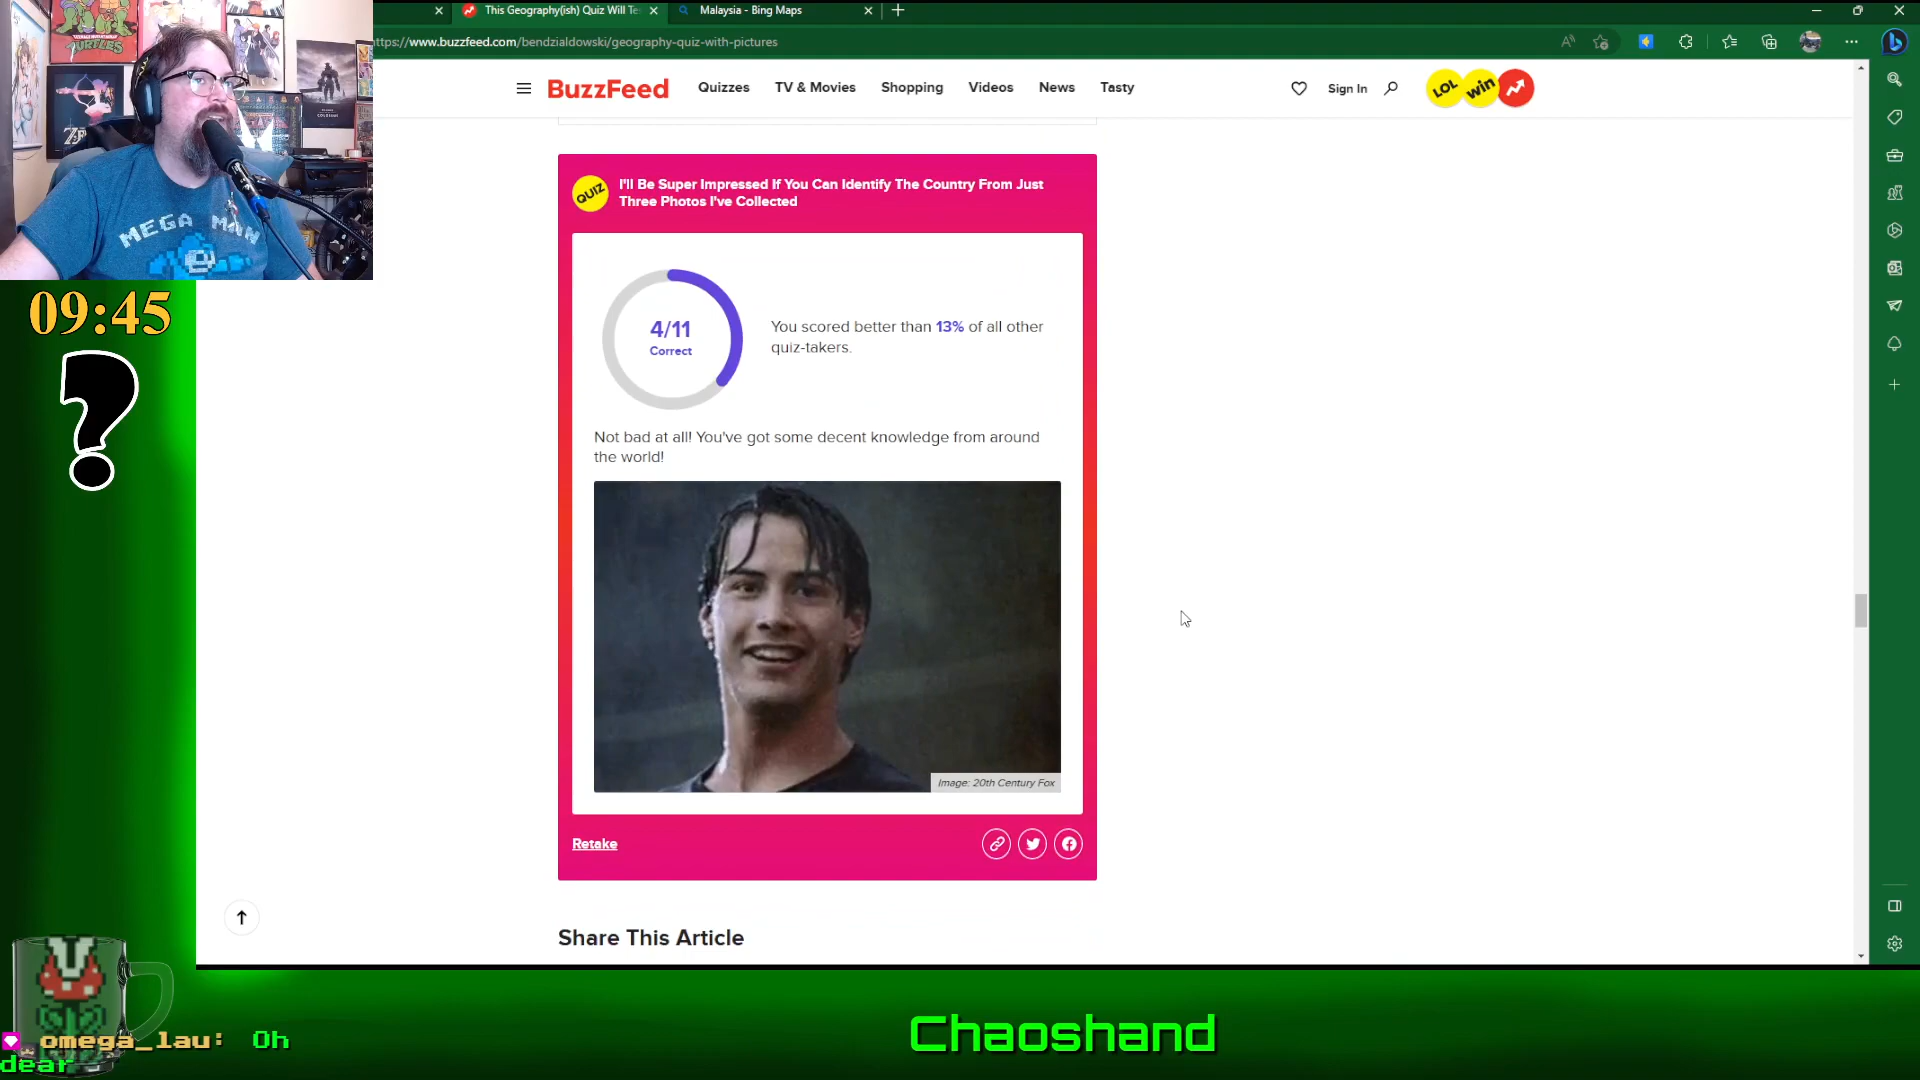 This Geography(ish) Quiz Will Te
Malaysia - Bing Maps
ttps://www.buzzfeed.com/bendzialdowski/geography-quiz-with-pictures
BuzzFeed
Quizzes
TV & Movies
Shopping
Videos
News
Tasty
Sign In
LOL
win
TURTLES
MEGA MAN
09:45
?
QUIZ
I'll Be Super Impressed If You Can Identify The Country From Just
Three Photos I've Collected
4/11
Correct
You scored better than 13% of all other
quiz-takers.
Not bad at all! You've got some decent knowledge from around
the world!
Image: 20th Century Fox
Retake
Share This Article
Chaoshand
omega_lau: Oh
dear